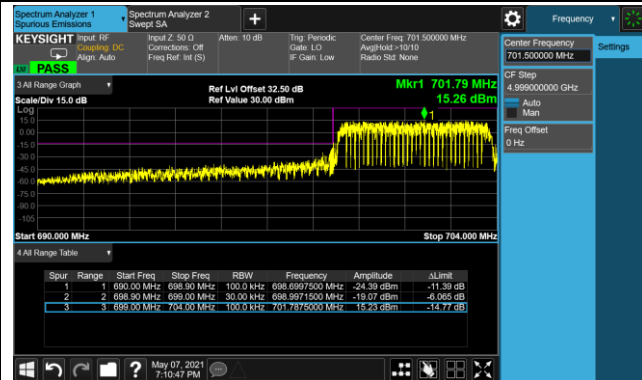 Spectrum Analyzer 1
Spurious Emissions
Spectrum Analyzer 2
Swept SA
Frequency
KEYSIGHT
Input: RF
Coupling: DC
Align: Auto
Input Z: 50 Ω
Corrections: Off
Freq Ref: Int (S)
Atten: 10 dB
Trig: Periodic
Gate: LO
IF Gain: Low
Center Freq: 701.500000 MHz
Avg|Hold:>10/10
Radio Std: None
PASS
Center Frequency
701.500000 MHz
Settings
CF Step
4.999000000 GHz
Auto
Man
Freq Offset
0 Hz
3 All Range Graph
Scale/Div 15.0 dB
Ref Lvl Offset 32.50 dB
Ref Value 30.00 dBm
Mkr1 701.79 MHz
15.26 dBm
Log
15.0
0.00
-15.0
-30.0
-45.0
-60.0
-75.0
-90.0
-105
1
Start 690.000 MHz
Stop 704.000 MHz
4 All Range Table
Spur Range Start Freq Stop Freq RBW Frequency Amplitude ΔLimit
1 1 690.00 MHz 698.90 MHz 100.0 kHz 698.6997500 MHz -24.39 dBm -11.39 dB
2 2 698.90 MHz 699.00 MHz 30.00 kHz 698.9971500 MHz -19.07 dBm -6.065 dB
3 3 699.00 MHz 704.00 MHz 100.0 kHz 701.7875000 MHz 15.23 dBm -14.77 dB
May 07, 2021
7:10:47 PM